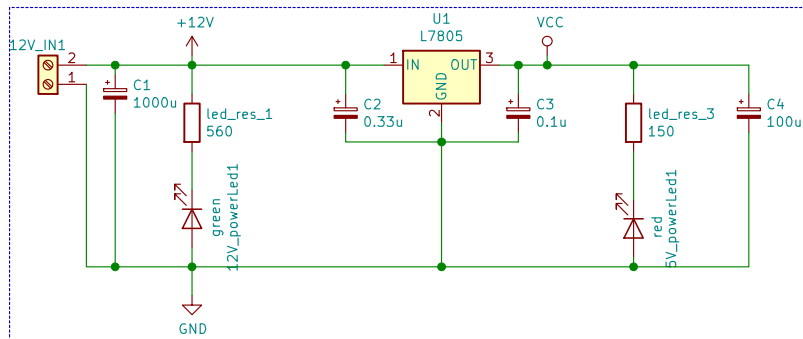 12V_IN1
2
1
+12V
C1
1000u
led_res_1
560
green
12V_powerLed1
GND
C2
0.33u
U1
L7805
1
IN
OUT
3
GND
2
VCC
C3
0.1u
led_res_3
150
red
5V_powerLed1
C4
100u